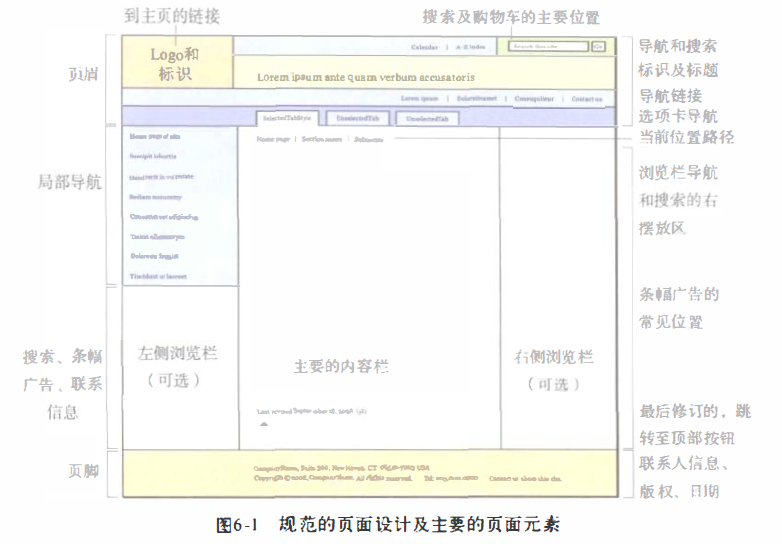 到主页的链接
搜索及购物车的主要位置
Logo和
标识
Calendar | A-Z index
Search this site
Go
Lorem ipsum ante quam verbum accusatoris
Lorem ipsum | | Consequiteur | Contact us
SelectedTabStyle UnselectedTab UnselectedTab
Home page | Section name | Subsection
Home page of site
Suscipit lobortis
Hendrerit in vulputate
Nedium nonummy
Consectetuer adipiscing
Tation ullamcorper
Dolorem feugiat
Tincidunt ut laoreet
页眉
局部导航
搜索、条幅
广告、联系
信息
页脚
导航和搜索
标识及标题
导航链接
选项卡导航
当前位置路径
浏览栏导航
和搜索的右
摆放区
条幅广告的
常见位置
最后修订的，跳
转至顶部按钮
联系人信息、
版权、日期
左侧浏览栏
（可选）
主要的内容栏
右侧浏览栏
（可选）
Last revised September 18, 2008
CompanyName, Suite 300, New Haven, CT USA
Copyright © 2008, CompanyName. All rights reserved. Tel: Contact us about this site.
图6-1 规范的页面设计及主要的页面元素